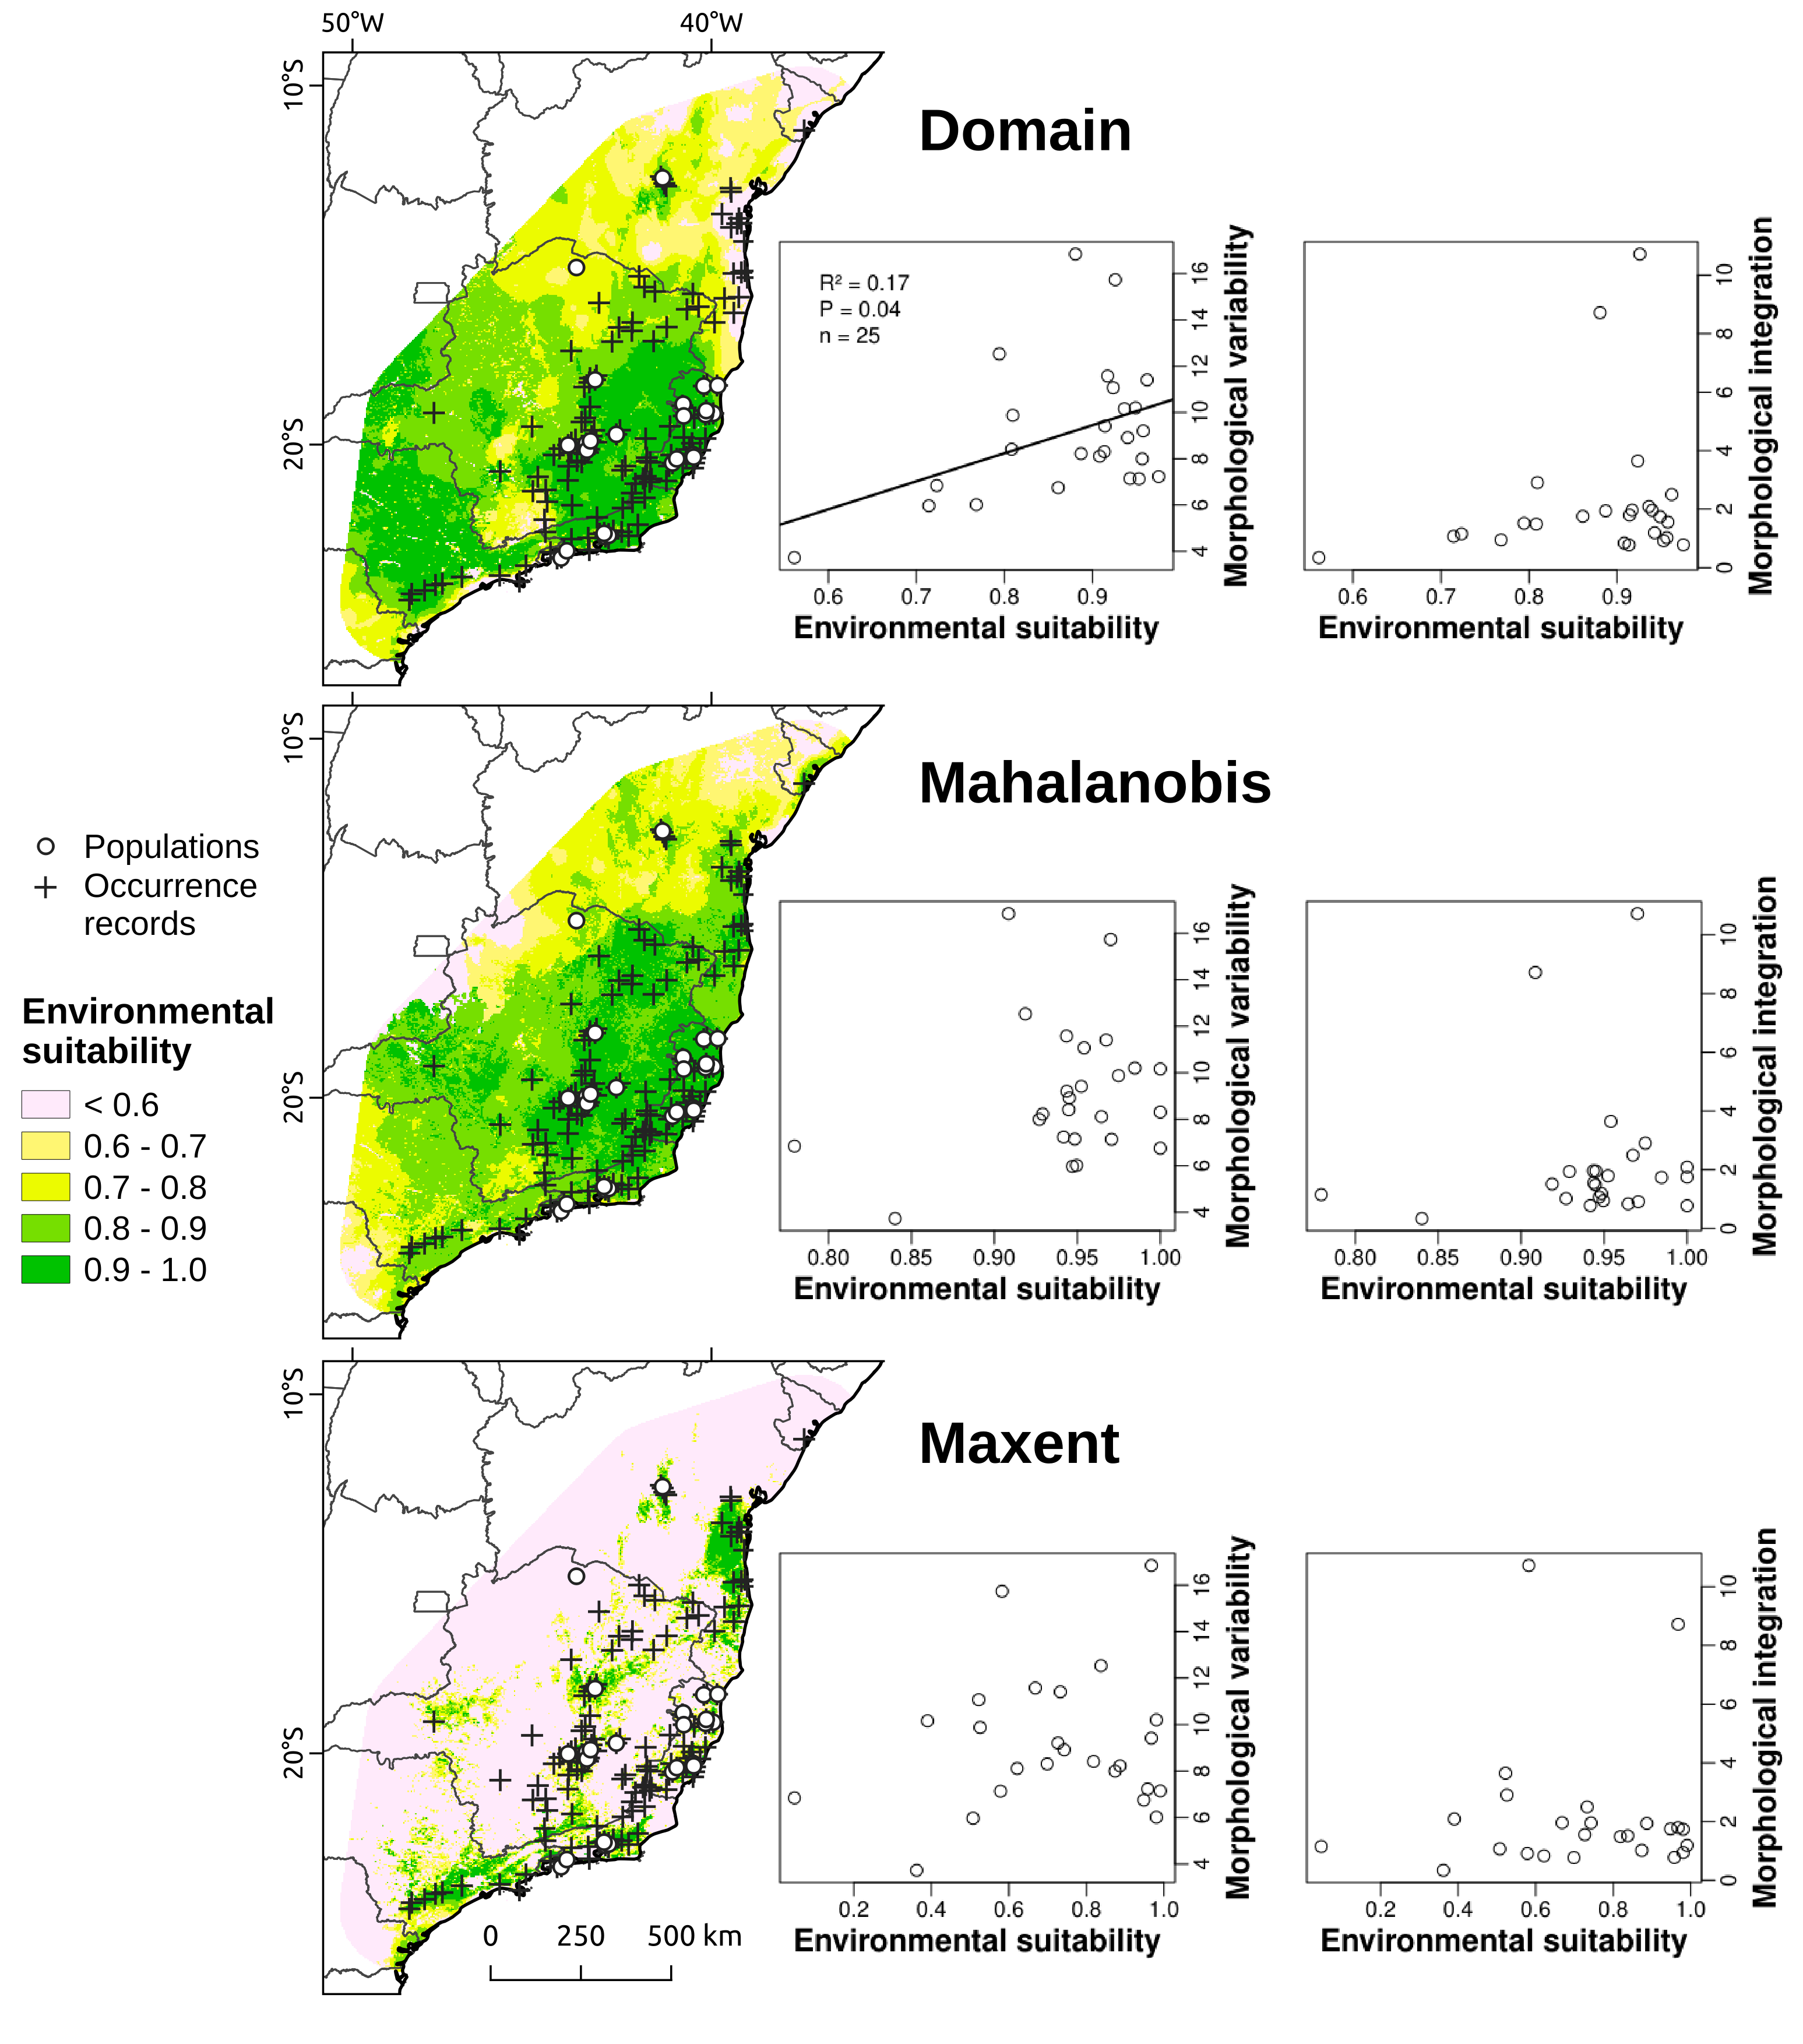 50°W 40°W
10°S
20°S
Domain
R² = 0.17
P = 0.04
n = 25
4 6 8 10 12 14 16
Morphological variability
0.6 0.7 0.8 0.9
Environmental suitability
0 2 4 6 8 10
Morphological integration
0.6 0.7 0.8 0.9
Environmental suitability
Populations
Occurrence
records
Environmental
suitability
< 0.6
0.6 - 0.7
0.7 - 0.8
0.8 - 0.9
0.9 - 1.0
10°S
20°S
Mahalanobis
4 6 8 10 12 14 16
Morphological variability
0.80 0.85 0.90 0.95 1.00
Environmental suitability
0 2 4 6 8 10
Morphological integration
0.80 0.85 0.90 0.95 1.00
Environmental suitability
10°S
20°S
Maxent
4 6 8 10 12 14 16
Morphological variability
0.2 0.4 0.6 0.8 1.0
Environmental suitability
0 2 4 6 8 10
Morphological integration
0.2 0.4 0.6 0.8 1.0
Environmental suitability
0 250 500 km